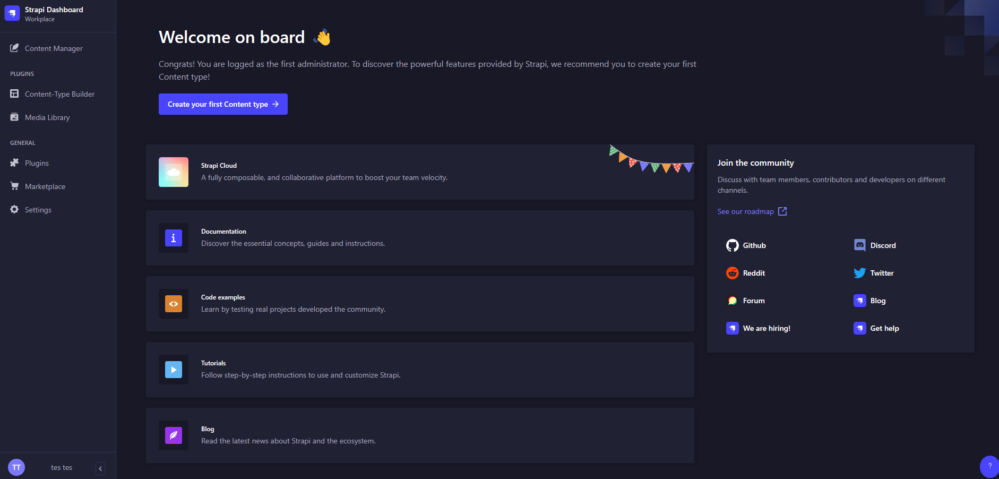 Strapi Dashboard
Workplace
Content Manager
PLUGINS
Content-Type Builder
Media Library
GENERAL
Plugins
Marketplace
Settings
TT
tes tes
Welcome on board
Congrats! You are logged as the first administrator. To discover the powerful features provided by Strapi, we recommend you to create your first
Content type!
Create your first Content type
Strapi Cloud
A fully composable, and collaborative platform to boost your team velocity.
Documentation
Discover the essential concepts, guides and instructions.
Code examples
Learn by testing real projects developed the community.
Tutorials
Follow step-by-step instructions to use and customize Strapi.
Blog
Read the latest news about Strapi and the ecosystem.
Join the community
Discuss with team members, contributors and developers on different
channels.
See our roadmap
Github
Discord
Reddit
Twitter
Forum
Blog
We are hiring!
Get help
?